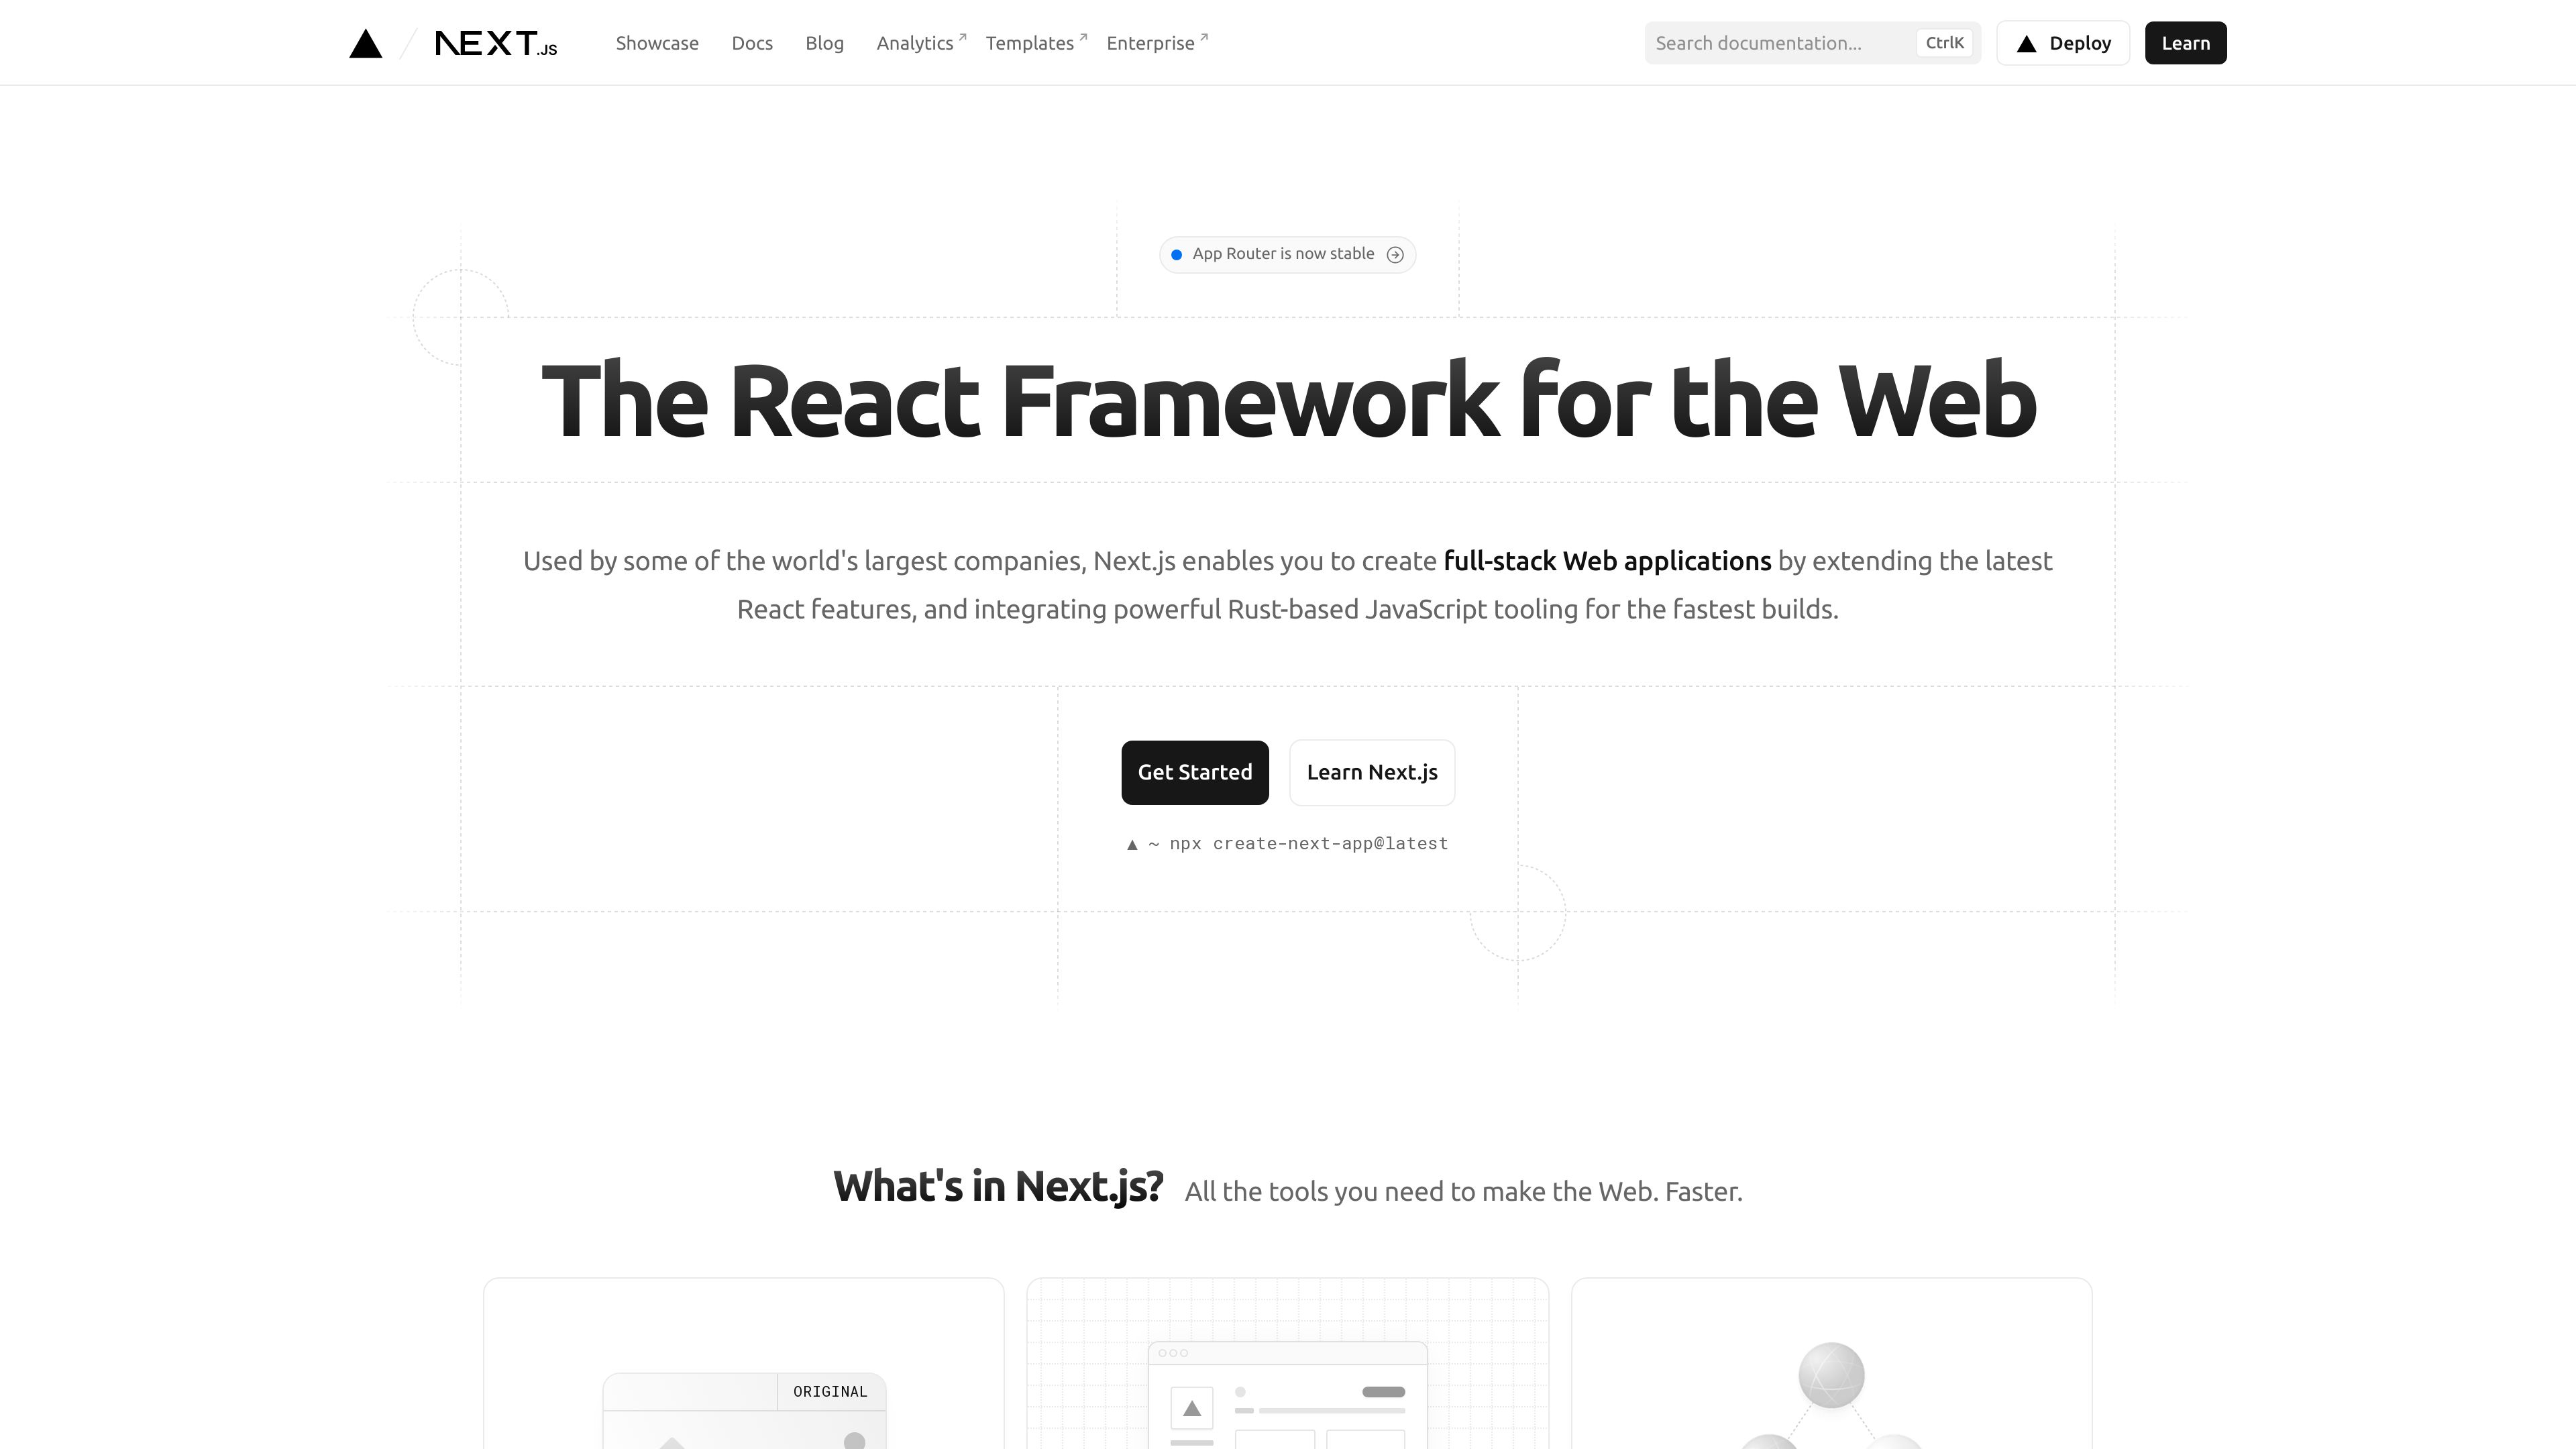 NEXT.JS
Showcase
Docs
Blog
Analytics
Templates
Enterprise
Search documentation...
CtrlK
Deploy
Learn
App Router is now stable
The React Framework for the Web
Used by some of the world's largest companies, Next.js enables you to create full-stack Web applications by extending the latest
React features, and integrating powerful Rust-based JavaScript tooling for the fastest builds.
Get Started
Learn Next.js
▲ ~ npx create-next-app@latest
What's in Next.js? All the tools you need to make the Web. Faster.
ORIGINAL